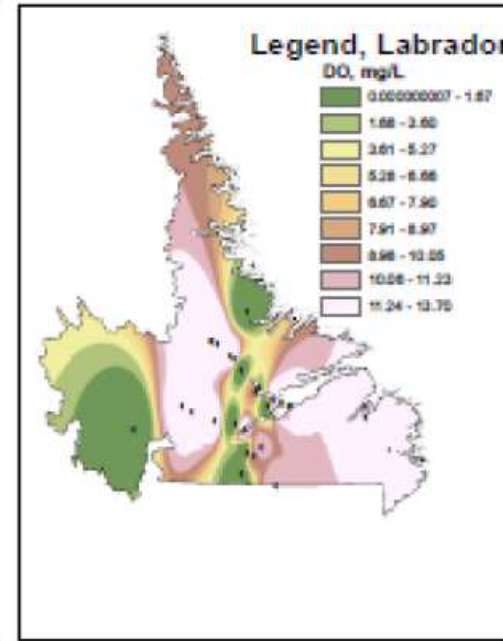 Legend, Labrador
DO, mg/L
0.000000007 - 1.67
1.68 - 3.60
3.61 - 5.27
5.28 - 6.66
6.67 - 7.90
7.91 - 8.97
8.98 - 10.05
10.06 - 11.23
11.24 - 13.70